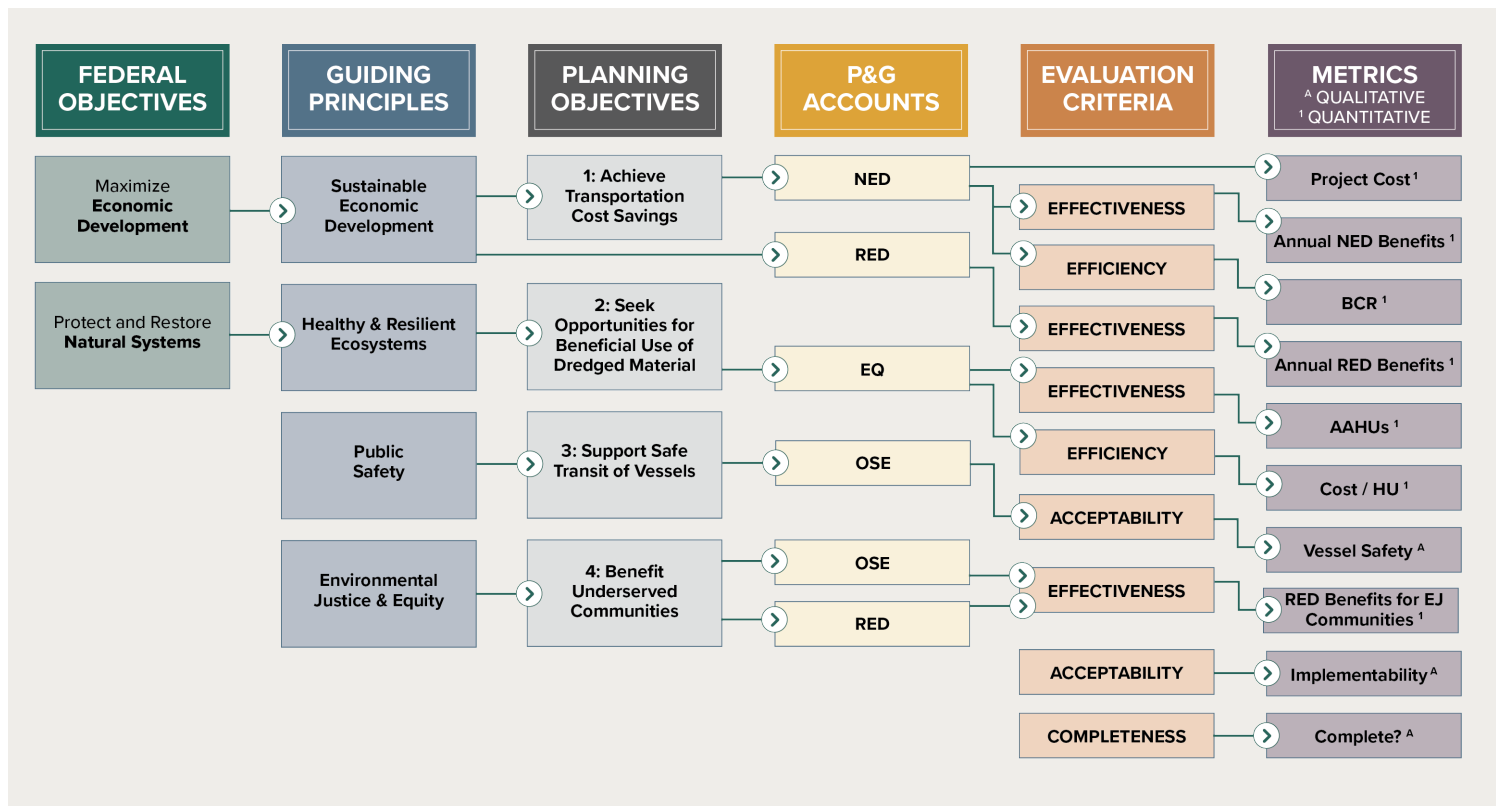 FEDERAL
OBJECTIVES
GUIDING
PRINCIPLES
PLANNING
OBJECTIVES
P&G
ACCOUNTS
EVALUATION
CRITERIA
METRICS
ᴬ QUALITATIVE
¹ QUANTITATIVE
Maximize
Economic
Development
Protect and Restore
Natural Systems
Sustainable
Economic
Development
Healthy & Resilient
Ecosystems
Public
Safety
Environmental
Justice & Equity
1: Achieve
Transportation
Cost Savings
2: Seek
Opportunities for
Beneficial Use of
Dredged Material
3: Support Safe
Transit of Vessels
4: Benefit
Underserved
Communities
NED
RED
EQ
OSE
OSE
RED
EFFECTIVENESS
EFFICIENCY
EFFECTIVENESS
EFFECTIVENESS
EFFICIENCY
ACCEPTABILITY
EFFECTIVENESS
ACCEPTABILITY
COMPLETENESS
Project Cost ¹
Annual NED Benefits ¹
BCR ¹
Annual RED Benefits ¹
AAHUs ¹
Cost / HU ¹
Vessel Safety ᴬ
RED Benefits for EJ
Communities ¹
Implementability ᴬ
Complete? ᴬ